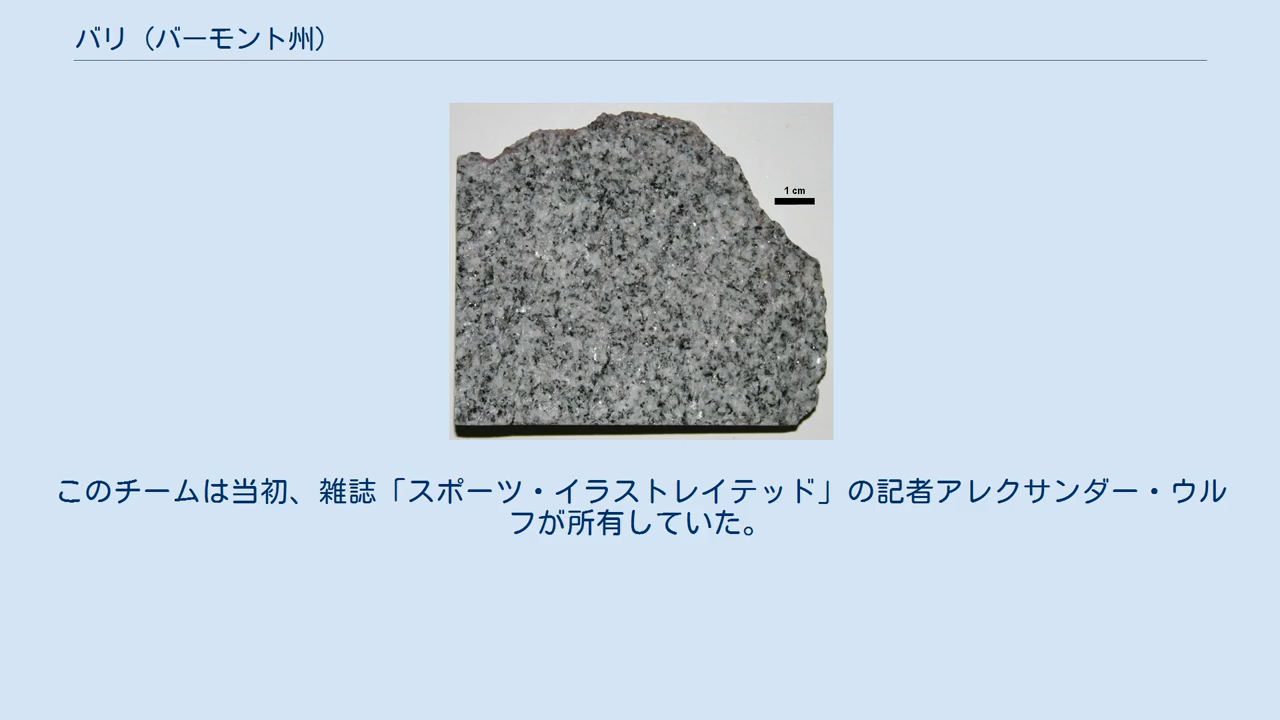 バリ（バーモント州）
1 cm
このチームは当初、雑誌「スポーツ・イラストレイテッド」の記者アレクサンダー・ウル
フが所有していた。